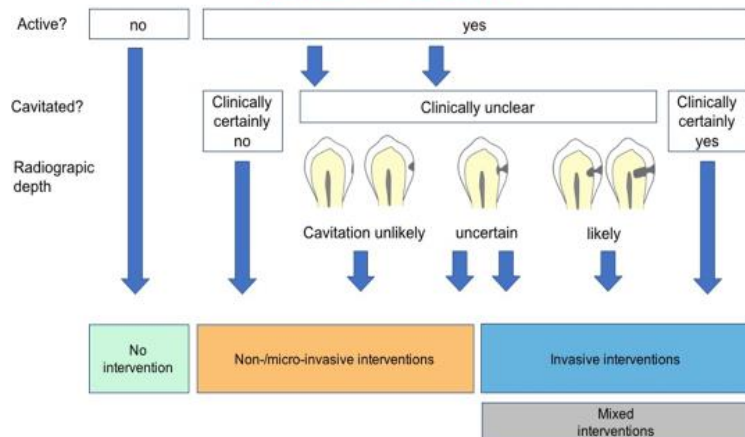 Active?
no
yes
Cavitated?
Clinically
certainly
no
Clinically unclear
Clinically
certainly
yes
Radiograpic
depth
Cavitation unlikely
uncertain
likely
No
intervention
Non-/micro-invasive interventions
Invasive interventions
Mixed
interventions